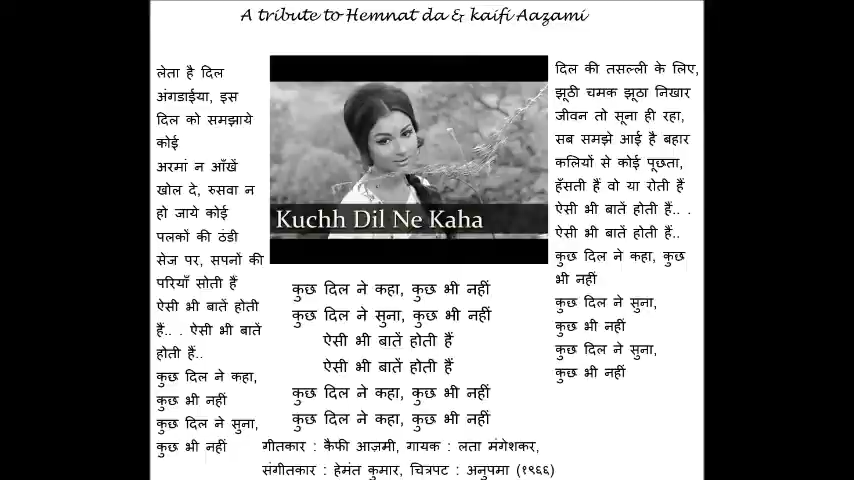 A tribute to Hemnat da & kaifi Aazami
लेता है दिल
अंगडाईया, इस
दिल को समझाये
कोई
अरमां न आँखें
खोल दे, रुसवा न
हो जाये कोई
पलकों की ठंडी
सेज पर, सपनों की
परियाँ सोती हैं
ऐसी भी बातें होती
हैं.. . ऐसी भी बातें
होती हैं..
कुछ दिल ने कहा,
कुछ भी नहीं
कुछ दिल ने सुना,
कुछ भी नहीं
Kuchh Dil Ne Kaha
कुछ दिल ने कहा, कुछ भी नहीं
कुछ दिल ने सुना, कुछ भी नहीं
ऐसी भी बातें होती हैं
ऐसी भी बातें होती हैं
कुछ दिल ने कहा, कुछ भी नहीं
कुछ दिल ने कहा, कुछ भी नहीं
गीतकार : कैफी आज़मी, गायक : लता मंगेशकर,
संगीतकार : हेमंत कुमार, चित्रपट : अनुपमा (१९६६)
दिल की तसल्ली के लिए,
झूठी चमक झूठा निखार
जीवन तो सूना ही रहा,
सब समझे आई है बहार
कलियों से कोई पूछता,
हँसती हैं वो या रोती हैं
ऐसी भी बातें होती हैं.. .
ऐसी भी बातें होती हैं..
कुछ दिल ने कहा, कुछ
भी नहीं
कुछ दिल ने सुना,
कुछ भी नहीं
कुछ दिल ने सुना,
कुछ भी नहीं